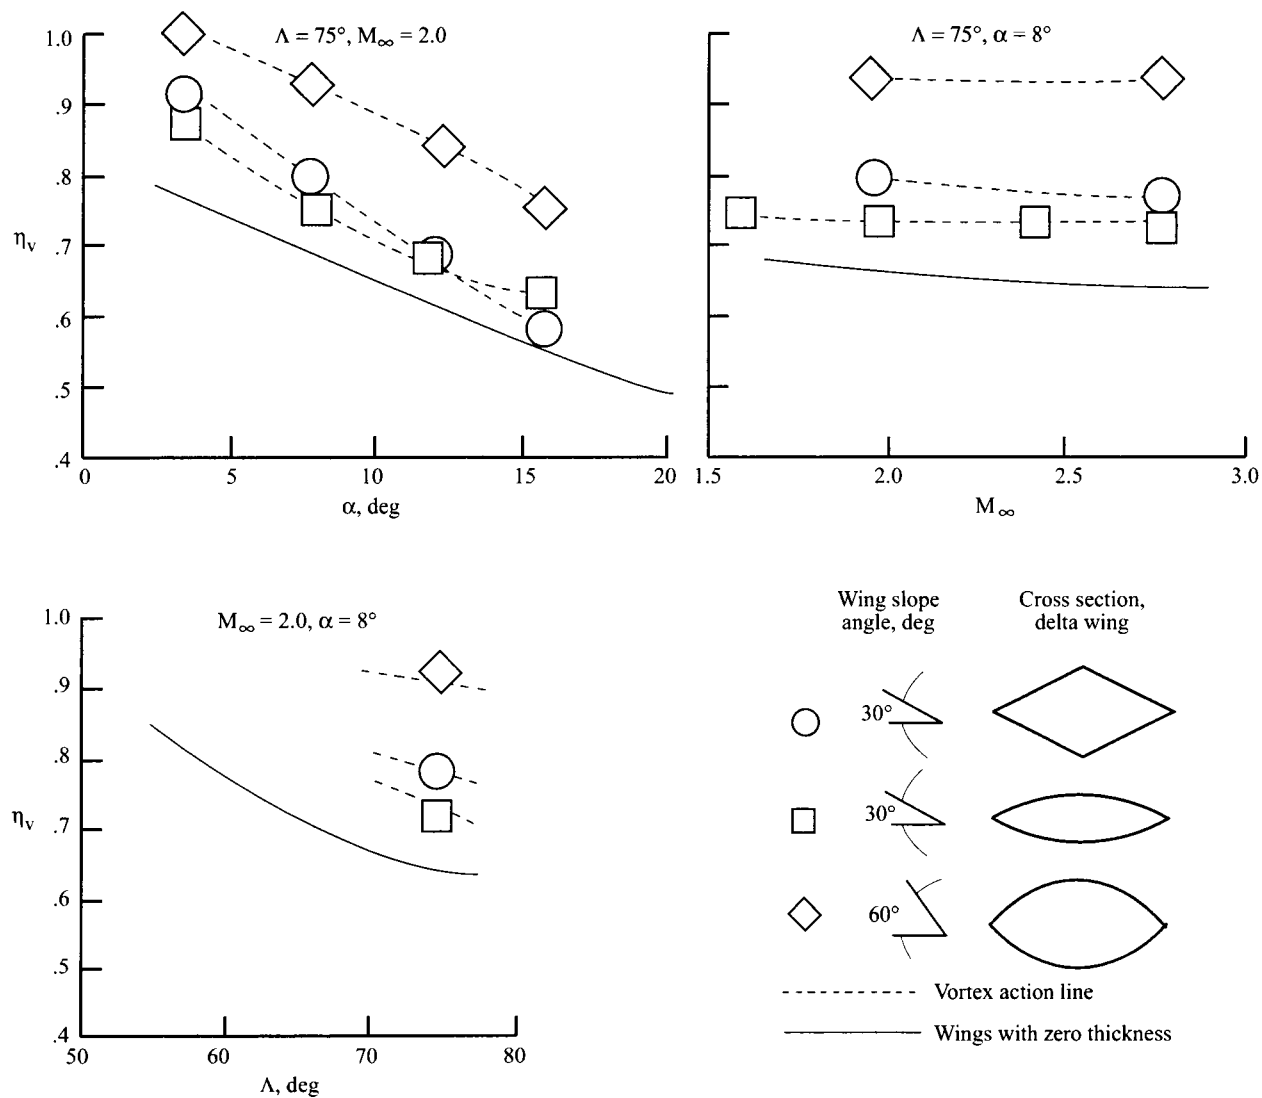 Λ = 75°, M∞ = 2.0
1.0
.9
.8
.7
.6
.5
.4
ηv
0 5 10 15 20
α, deg
Λ = 75°, α = 8°
1.5 2.0 2.5 3.0
M∞
M∞ = 2.0, α = 8°
1.0
.9
.8
.7
.6
.5
.4
ηv
50 60 70 80
Λ, deg
Wing slope
angle, deg
Cross section,
delta wing
30°
30°
60°
Vortex action line
Wings with zero thickness